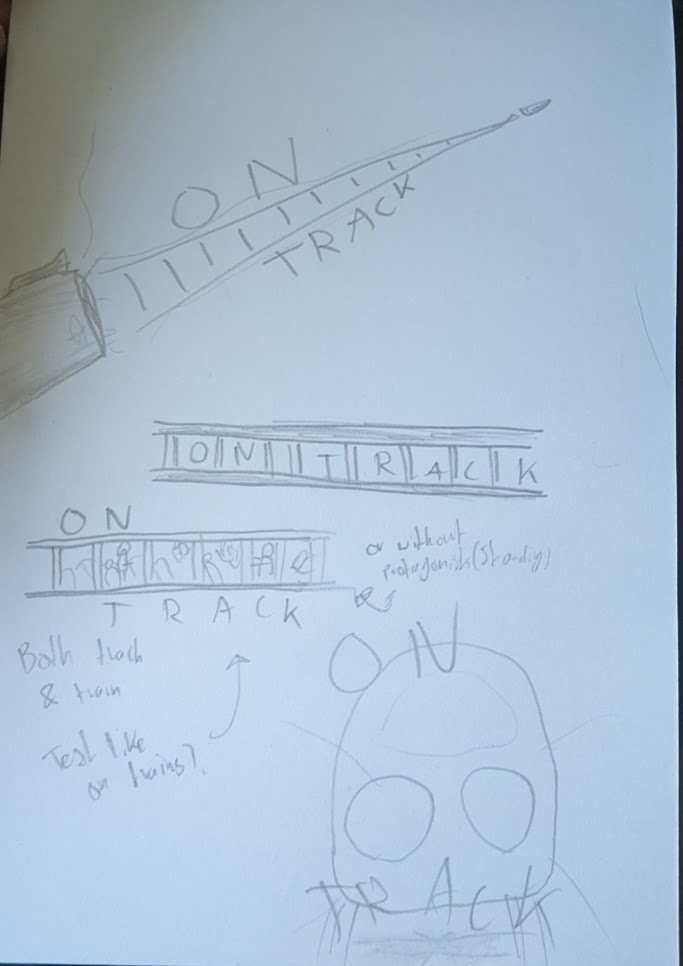 ON
TRACK
ON TRACK
ON
TRACK
or without
protagonists (Standing)
Both track
& train
Text like
on trains?
ON
TRACK